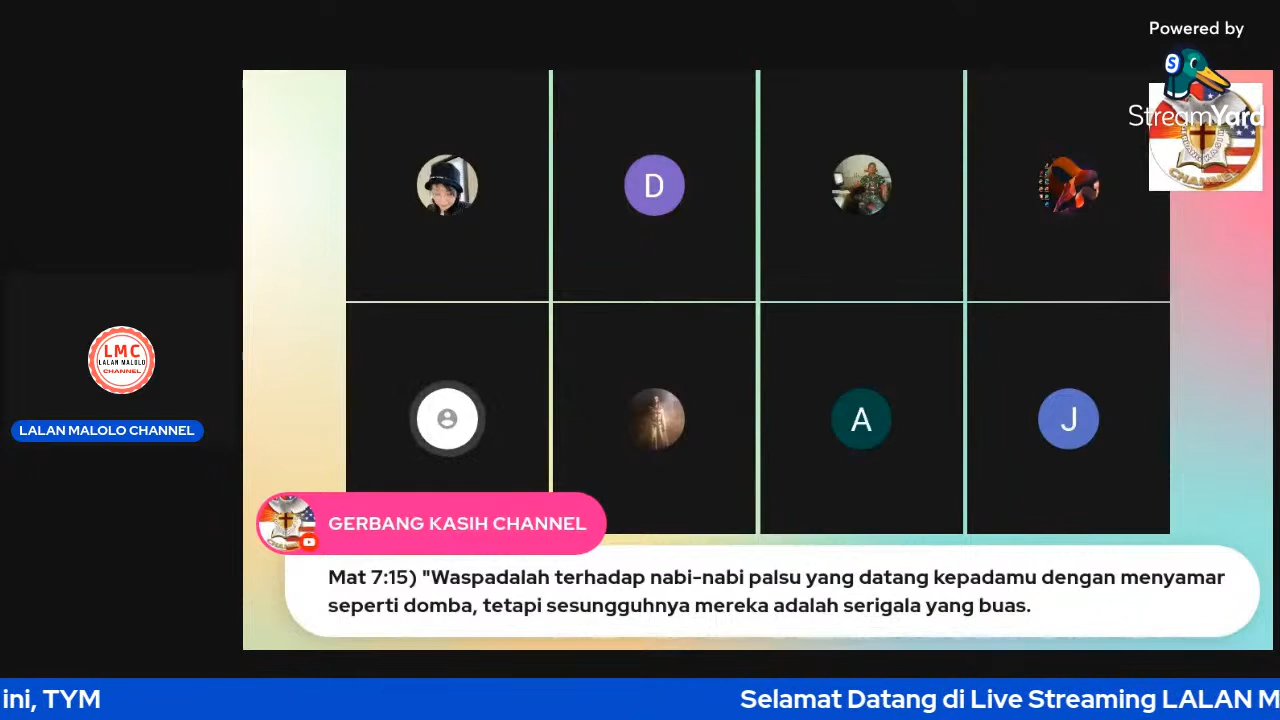 Powered by
S
StreamYard
CHANNEL
D
LMC
LALAN MALOLO
CHANNEL
LALAN MALOLO CHANNEL
A
J
GERBANG KASIH CHANNEL
Mat 7:15) "Waspadalah terhadap nabi-nabi palsu yang datang kepadamu dengan menyamar
seperti domba, tetapi sesungguhnya mereka adalah serigala yang buas.
ini, TYM
Selamat Datang di Live Streaming LALAN M